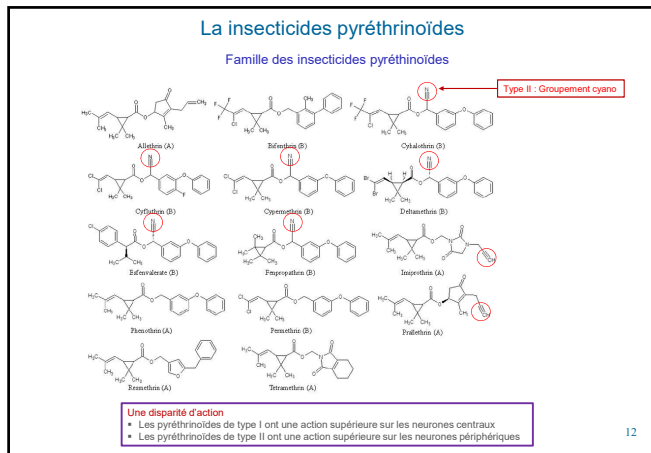 La insecticides pyréthrinoïdes
Famille des insecticides pyréthinoïdes
Type II : Groupement cyano
Allethrin (A)
Bifenthrin (B)
Cyhalothrin (B)
Cyfluthrin (B)
Cypermethrin (B)
Deltamethrin (B)
Esfenvalerate (B)
Fenpropathrin (B)
Imiprothrin (A)
Phenothrin (A)
Permethrin (B)
Prallethrin (A)
Resmethrin (A)
Tetramethrin (A)
Une disparité d'action
▪ Les pyréthrinoïdes de type I ont une action supérieure sur les neurones centraux
▪ Les pyréthrinoïdes de type II ont une action supérieure sur les neurones périphériques
12